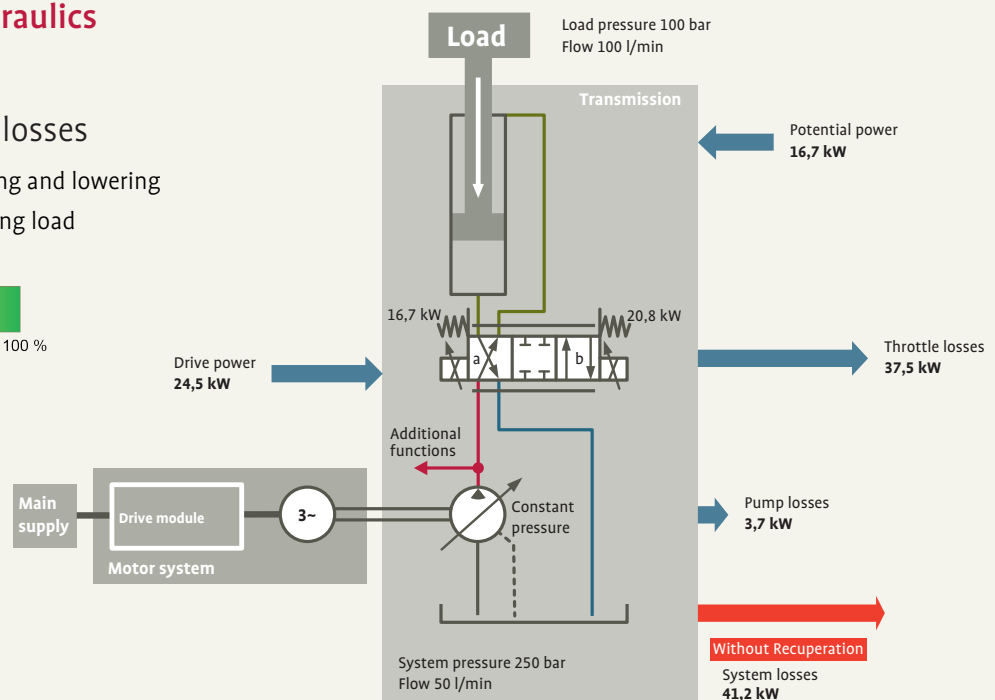 raulics
losses
ng and lowering
ng load
100 %
Load
Load pressure 100 bar
Flow 100 l/min
Transmission
Potential power
16,7 kW
16,7 kW
20,8 kW
a
b
Drive power
24,5 kW
Throttle losses
37,5 kW
Additional
functions
Main
supply
Drive module
3~
Motor system
Constant
pressure
Pump losses
3,7 kW
Without Recuperation
System losses
41,2 kW
System pressure 250 bar
Flow 50 l/min